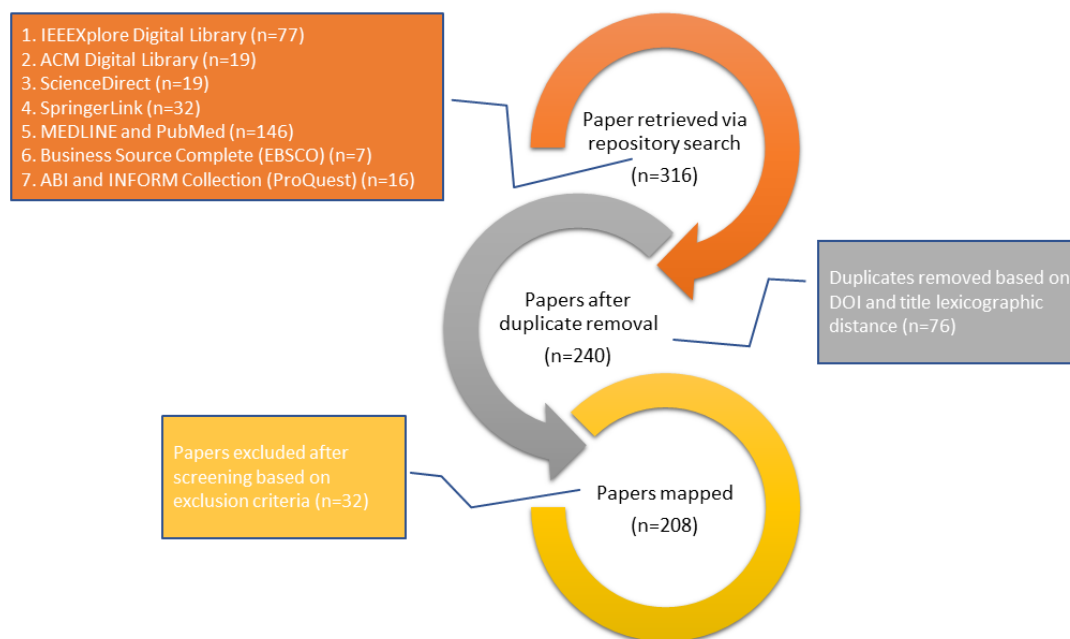 1. IEEEXplore Digital Library (n=77)
2. ACM Digital Library (n=19)
3. ScienceDirect (n=19)
4. SpringerLink (n=32)
5. MEDLINE and PubMed (n=146)
6. Business Source Complete (EBSCO) (n=7)
7. ABI and INFORM Collection (ProQuest) (n=16)
Paper retrieved via
repository search
(n=316)
Duplicates removed based on
DOI and title lexicographic
distance (n=76)
Papers after
duplicate removal
(n=240)
Papers excluded after
screening based on
exclusion criteria (n=32)
Papers mapped
(n=208)